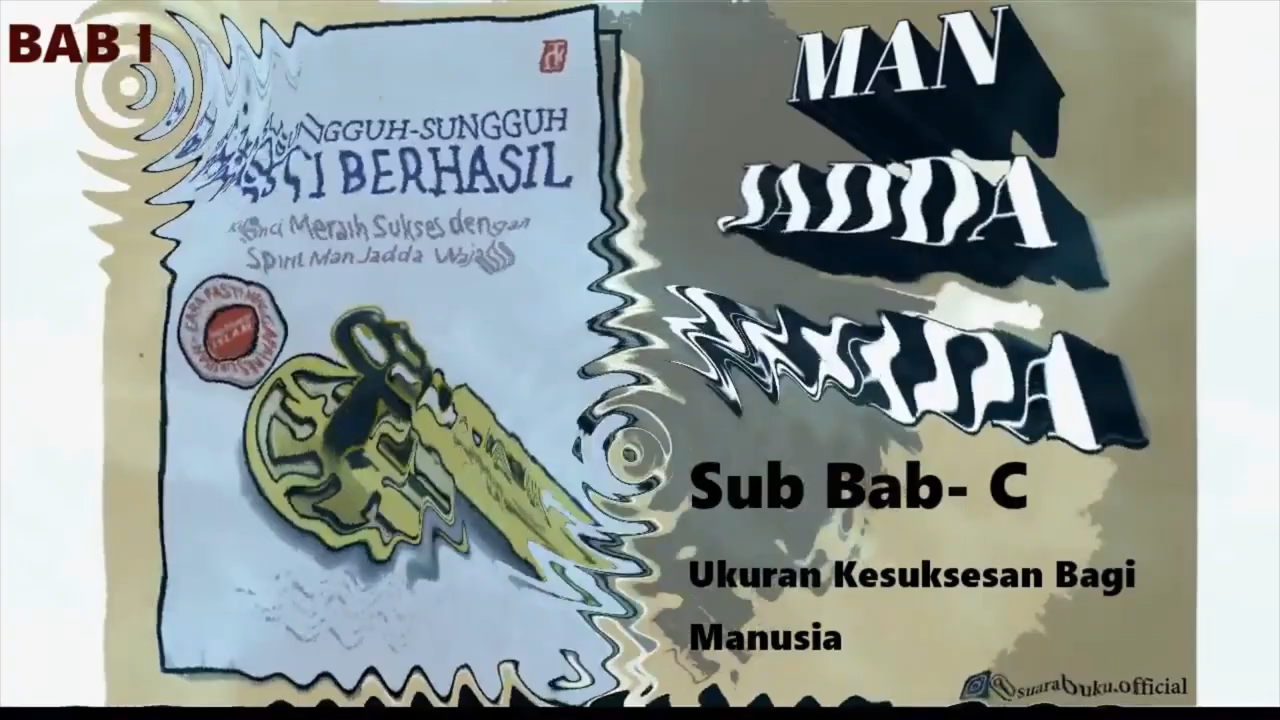 BAB I
GGUH-SUNGGUH
BERHASIL
Meraih Sukses dengan
Spirit Man Jadda
MAN
JADDA
Sub Bab- C
Ukuran Kesuksesan Bagi
Manusia
@suarabuku.official